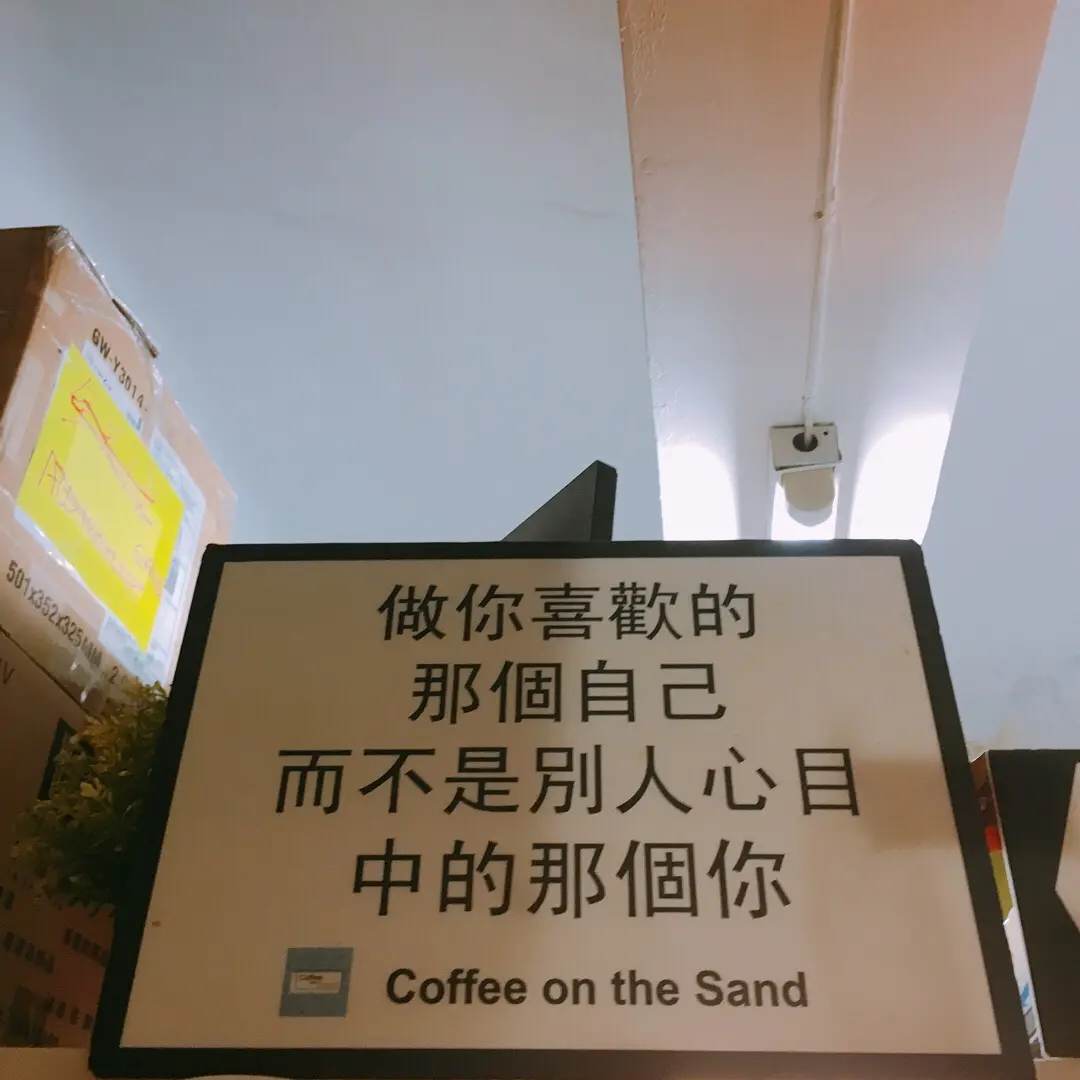 GW-Y3014-
501x352x325MM
做你喜歡的
那個自己
而不是別人心目
中的那個你
Coffee on the Sand